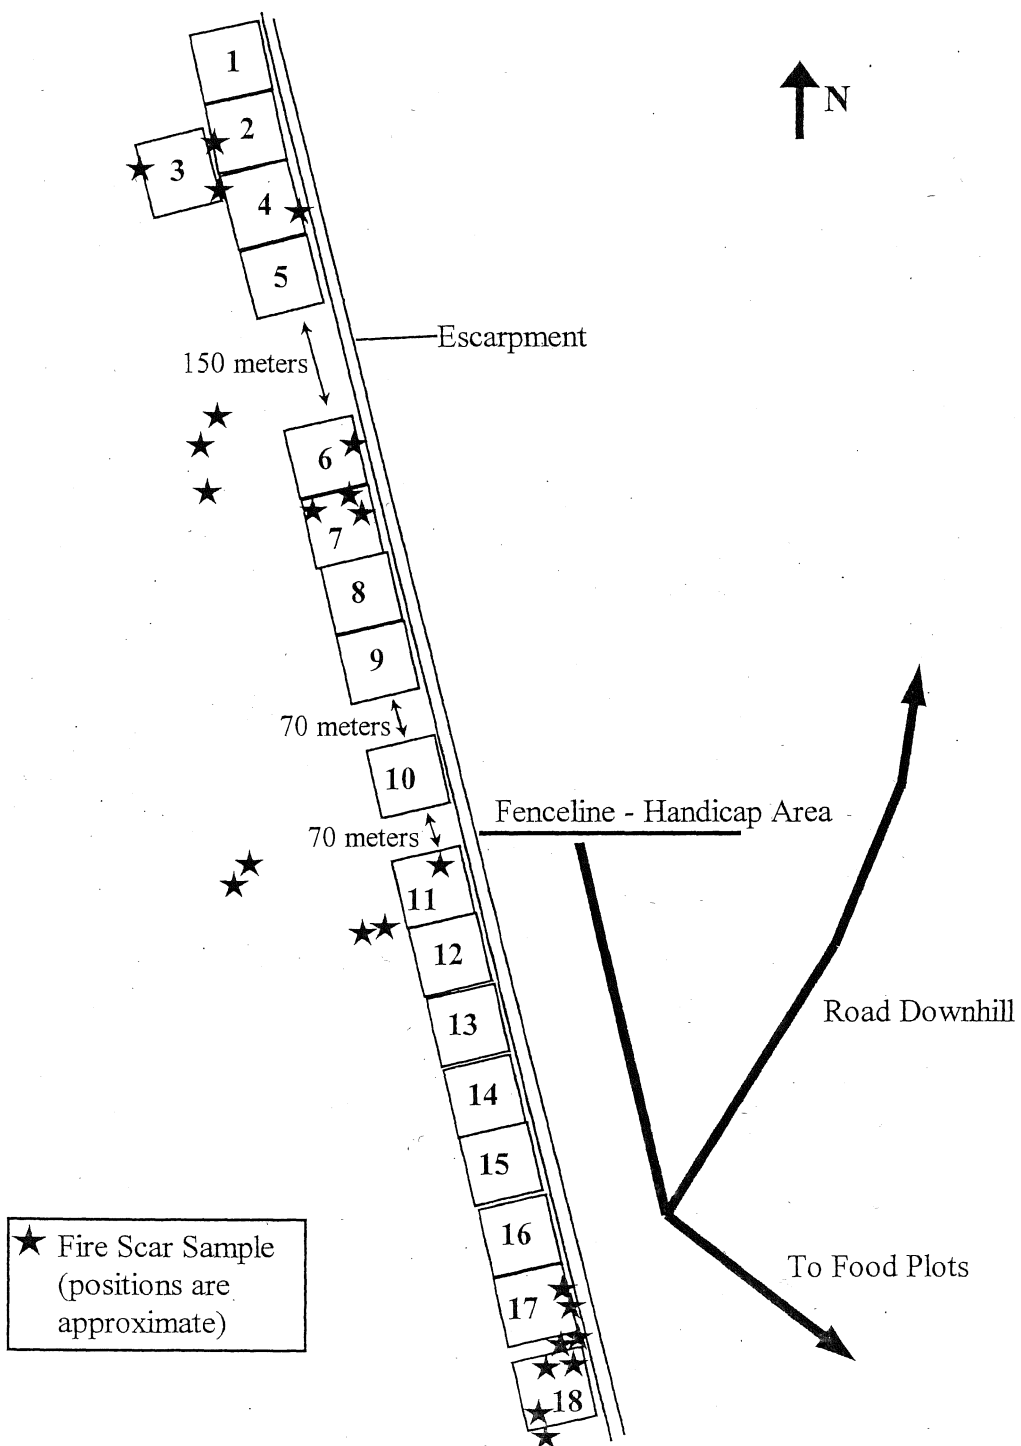 1
N
2
3
4
5
Escarpment
150 meters
6
7
8
9
70 meters
10
Fenceline - Handicap Area
70 meters
11
12
13
Road Downhill
14
15
16
Fire Scar Sample
(positions are
approximate)
To Food Plots
17
18